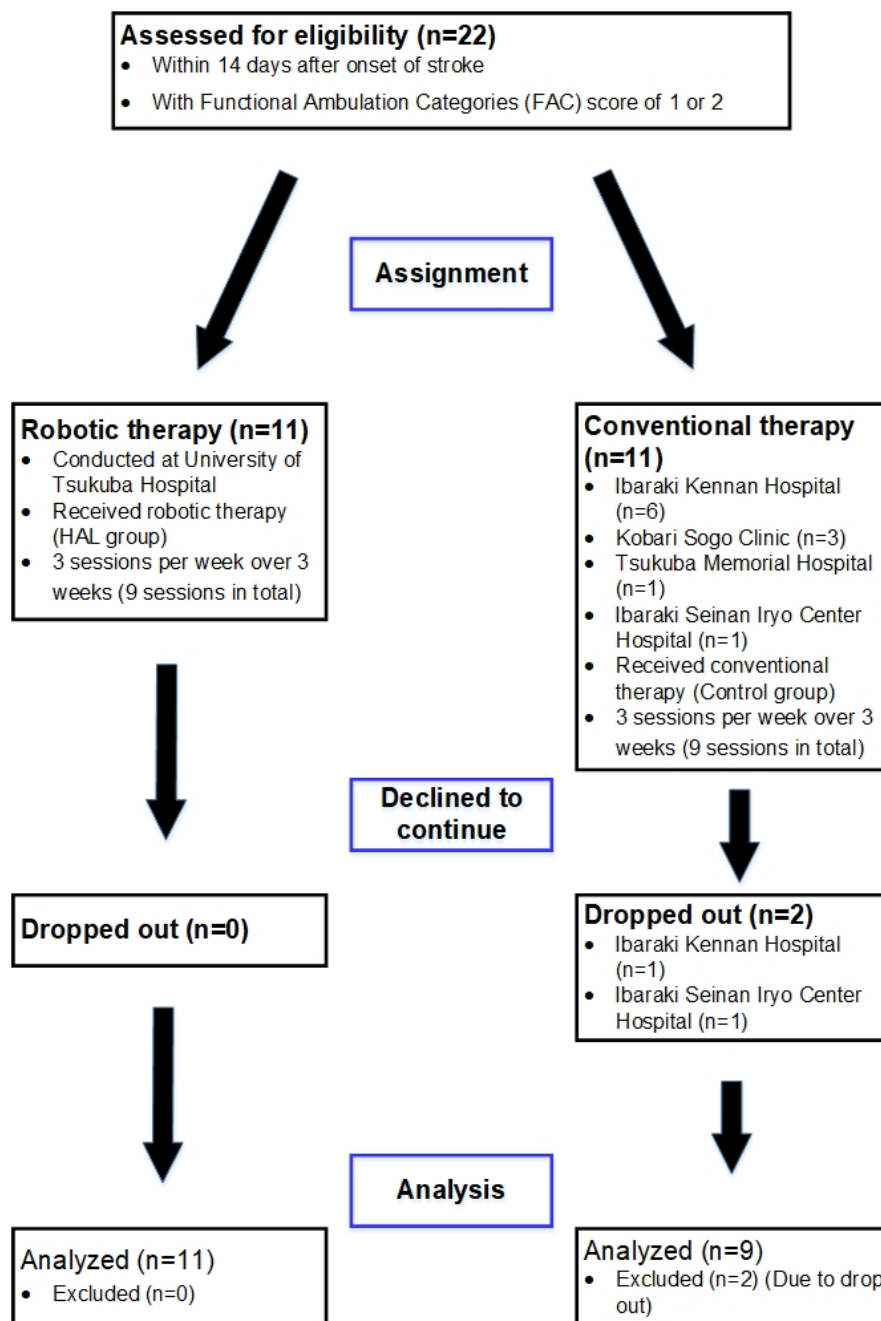 Assessed for eligibility (n=22)
• Within 14 days after onset of stroke
• With Functional Ambulation Categories (FAC) score of 1 or 2
Assignment
Robotic therapy (n=11)
• Conducted at University of
Tsukuba Hospital
• Received robotic therapy
(HAL group)
• 3 sessions per week over 3
weeks (9 sessions in total)
Conventional therapy
(n=11)
• Ibaraki Kennan Hospital
(n=6)
• Kobari Sogo Clinic (n=3)
• Tsukuba Memorial Hospital
(n=1)
• Ibaraki Seinan Iryo Center
Hospital (n=1)
• Received conventional
therapy (Control group)
• 3 sessions per week over 3
weeks (9 sessions in total)
Declined to
continue
Dropped out (n=0)
Dropped out (n=2)
• Ibaraki Kennan Hospital
(n=1)
• Ibaraki Seinan Iryo Center
Hospital (n=1)
Analysis
Analyzed (n=11)
• Excluded (n=0)
Analyzed (n=9)
• Excluded (n=2) (Due to drop
out)